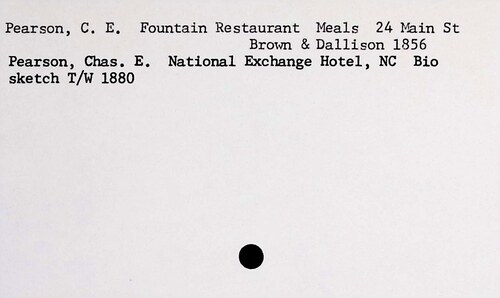 Pearson, C. E. Fountain Restaurant Meals 24 Main St
Brown & Dallison 1856
Pearson, Chas. E. National Exchange Hotel, NC Bio
sketch T/W 1880